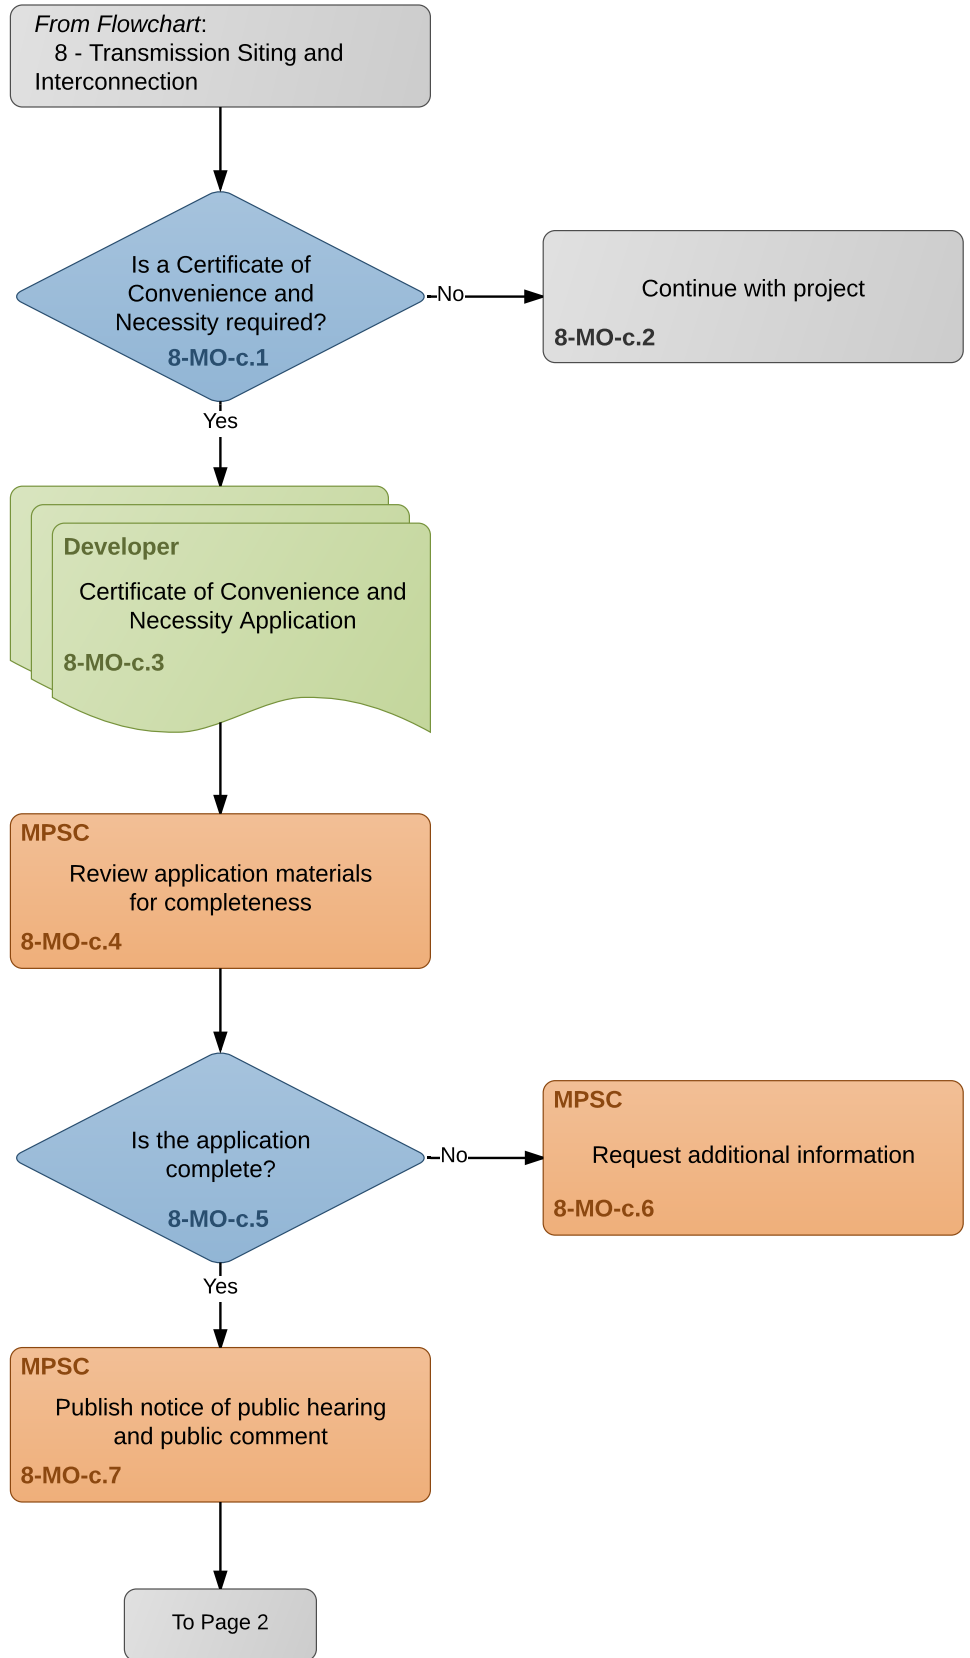 From Flowchart:
8 - Transmission Siting and
Interconnection
Is a Certificate of
Convenience and
Necessity required?
8-MO-c.1
No
Continue with project
8-MO-c.2
Yes
Developer
Certificate of Convenience and
Necessity Application
8-MO-c.3
MPSC
Review application materials
for completeness
8-MO-c.4
Is the application
complete?
8-MO-c.5
No
MPSC
Request additional information
8-MO-c.6
Yes
MPSC
Publish notice of public hearing
and public comment
8-MO-c.7
To Page 2